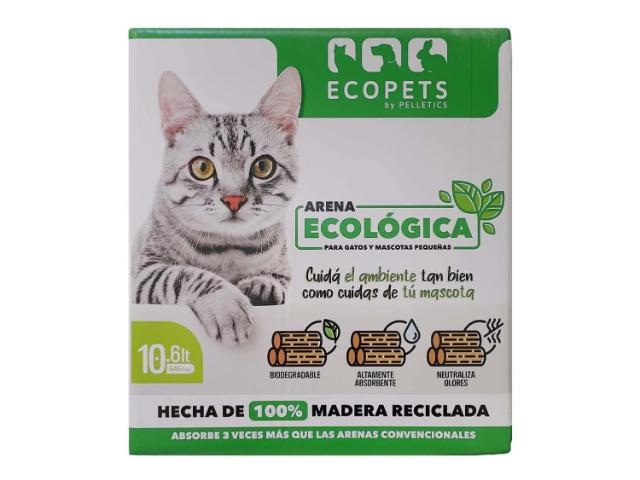 ECOPETS
by PELLETICS
ARENA
ECOLÓGICA
PARA GATOS Y MASCOTAS PEQUEÑAS
Cuidá el ambiente tan bien
como cuidas de tú mascota
10.6lt
BIODEGRADABLE
ALTAMENTE
ABSORBENTE
NEUTRALIZA
OLORES
HECHA DE 100% MADERA RECICLADA
ABSORBE 3 VECES MÁS QUE LAS ARENAS CONVENCIONALES